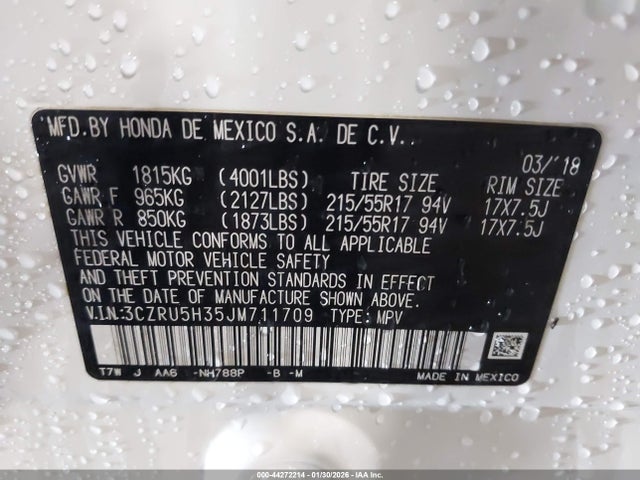 MFD.BY HONDA DE MEXICO S.A. DE C.V.
03/'18
GVWR 1815KG (4001LBS) TIRE SIZE RIM SIZE
GAWR F 965KG (2127LBS) 215/55R17 94V 17X7.5J
GAWR R 850KG (1873LBS) 215/55R17 94V 17X7.5J
THIS VEHICLE CONFORMS TO ALL APPLICABLE
FEDERAL MOTOR VEHICLE SAFETY
AND THEFT PREVENTION STANDARDS IN EFFECT
ON THE DATE OF MANUFACTURE SHOWN ABOVE.
V.I.N:3CZRU5H35JM711709 TYPE: MPV
T7W J AA6 -NH788P -B -M MADE IN MEXICO
000-44272214 - 01/30/2026 - IAA Inc.